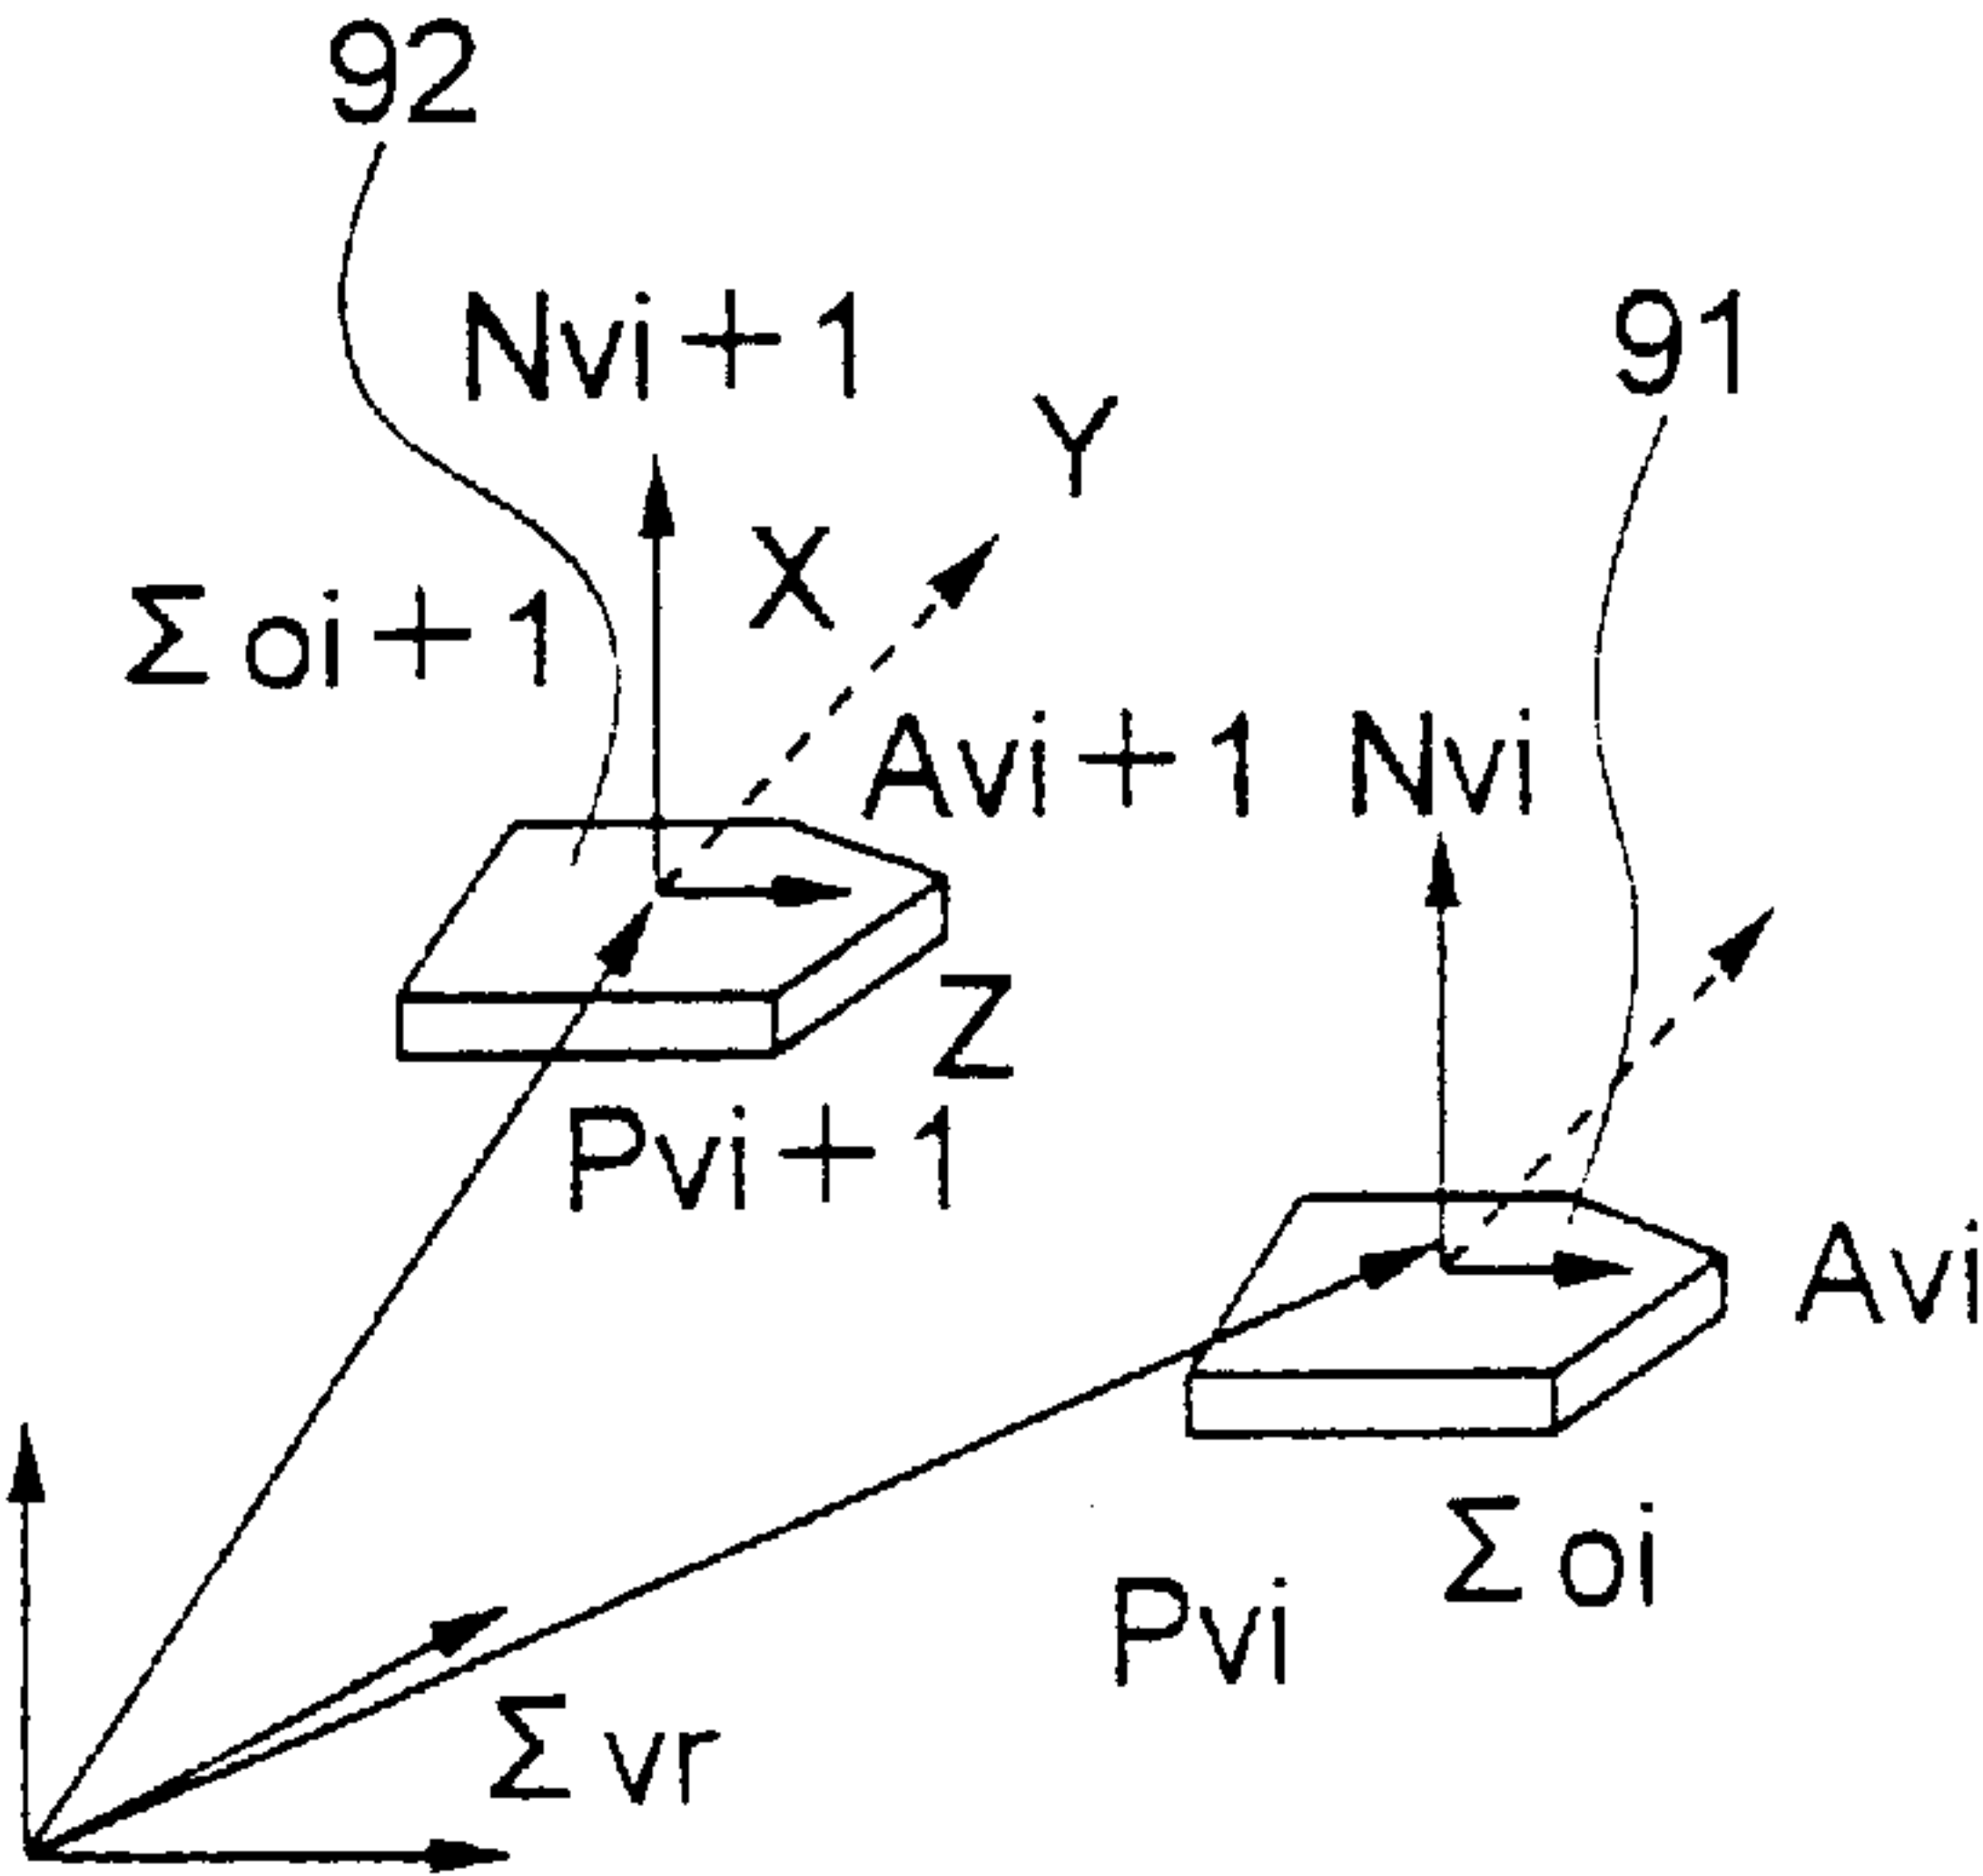 92
Nvi+1
91
Y
X
Σoi+1
Avi+1
Nvi
Z
Pvi+1
Avi
Σoi
Pvi
Σvr